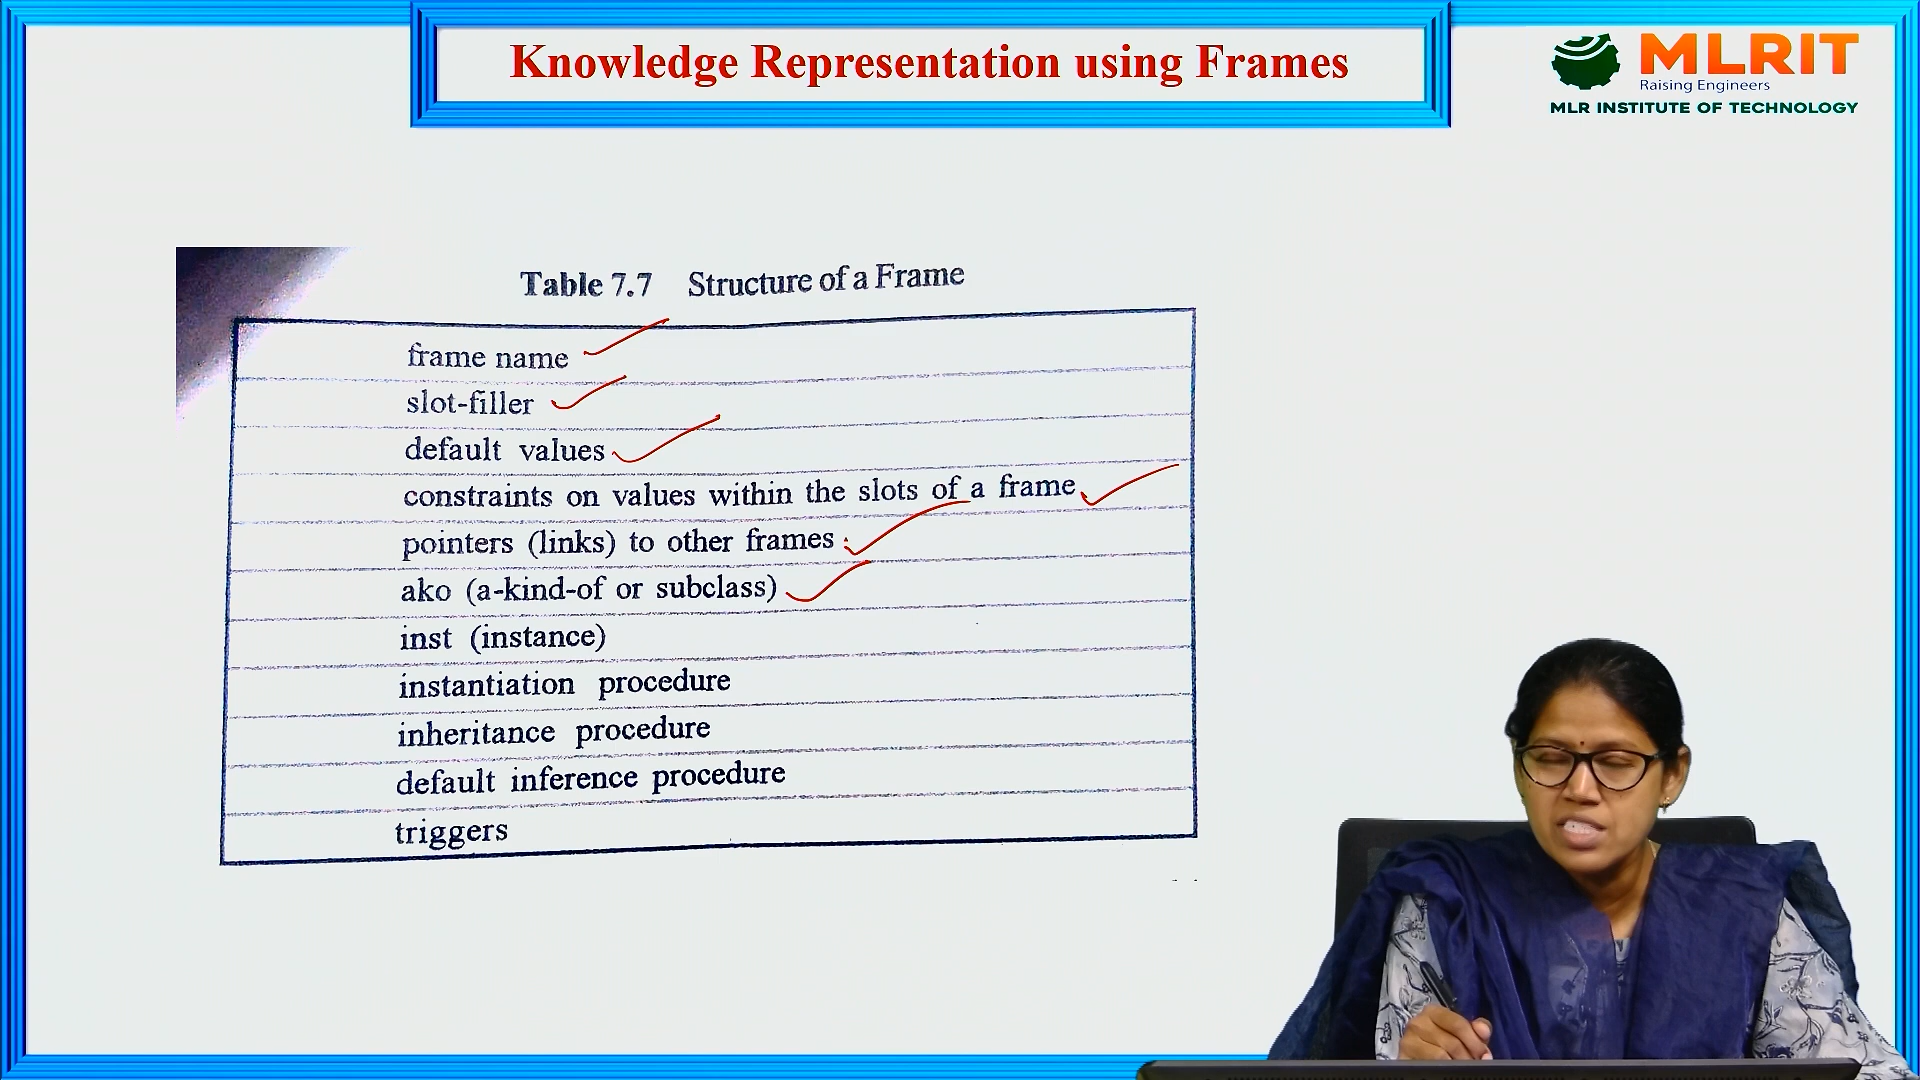 Knowledge Representation using Frames
MLRIT
Raising Engineers
MLR INSTITUTE OF TECHNOLOGY
Table 7.7 Structure of a Frame
frame name
slot-filler
default values
constraints on values within the slots of a frame
pointers (links) to other frames
ako (a-kind-of or subclass)
inst (instance)
instantiation procedure
inheritance procedure
default inference procedure
triggers